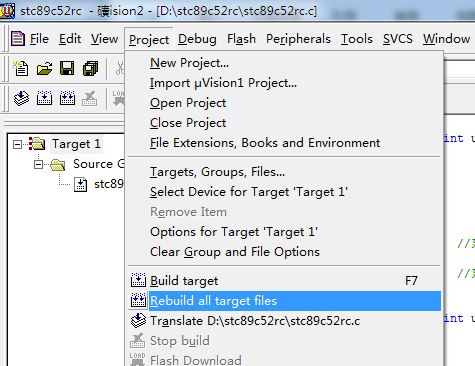 stc89c52rc - 礦ision2 - [D:\stc89c52rc\stc89c52rc.c]
File Edit View Project Debug Flash Peripherals Tools SVCS Window
New Project...
Import µVision1 Project...
Open Project
Close Project
File Extensions, Books and Environment
int u
Target 1
Source G
stc89
Targets, Groups, Files...
Select Device for Target 'Target 1'
Remove Item
Options for Target 'Target 1'
Clear Group and File Options
//
//
Build target F7
Rebuild all target files
Translate D:\stc89c52rc\stc89c52rc.c
int u
Stop build
Flash Download
LOAD